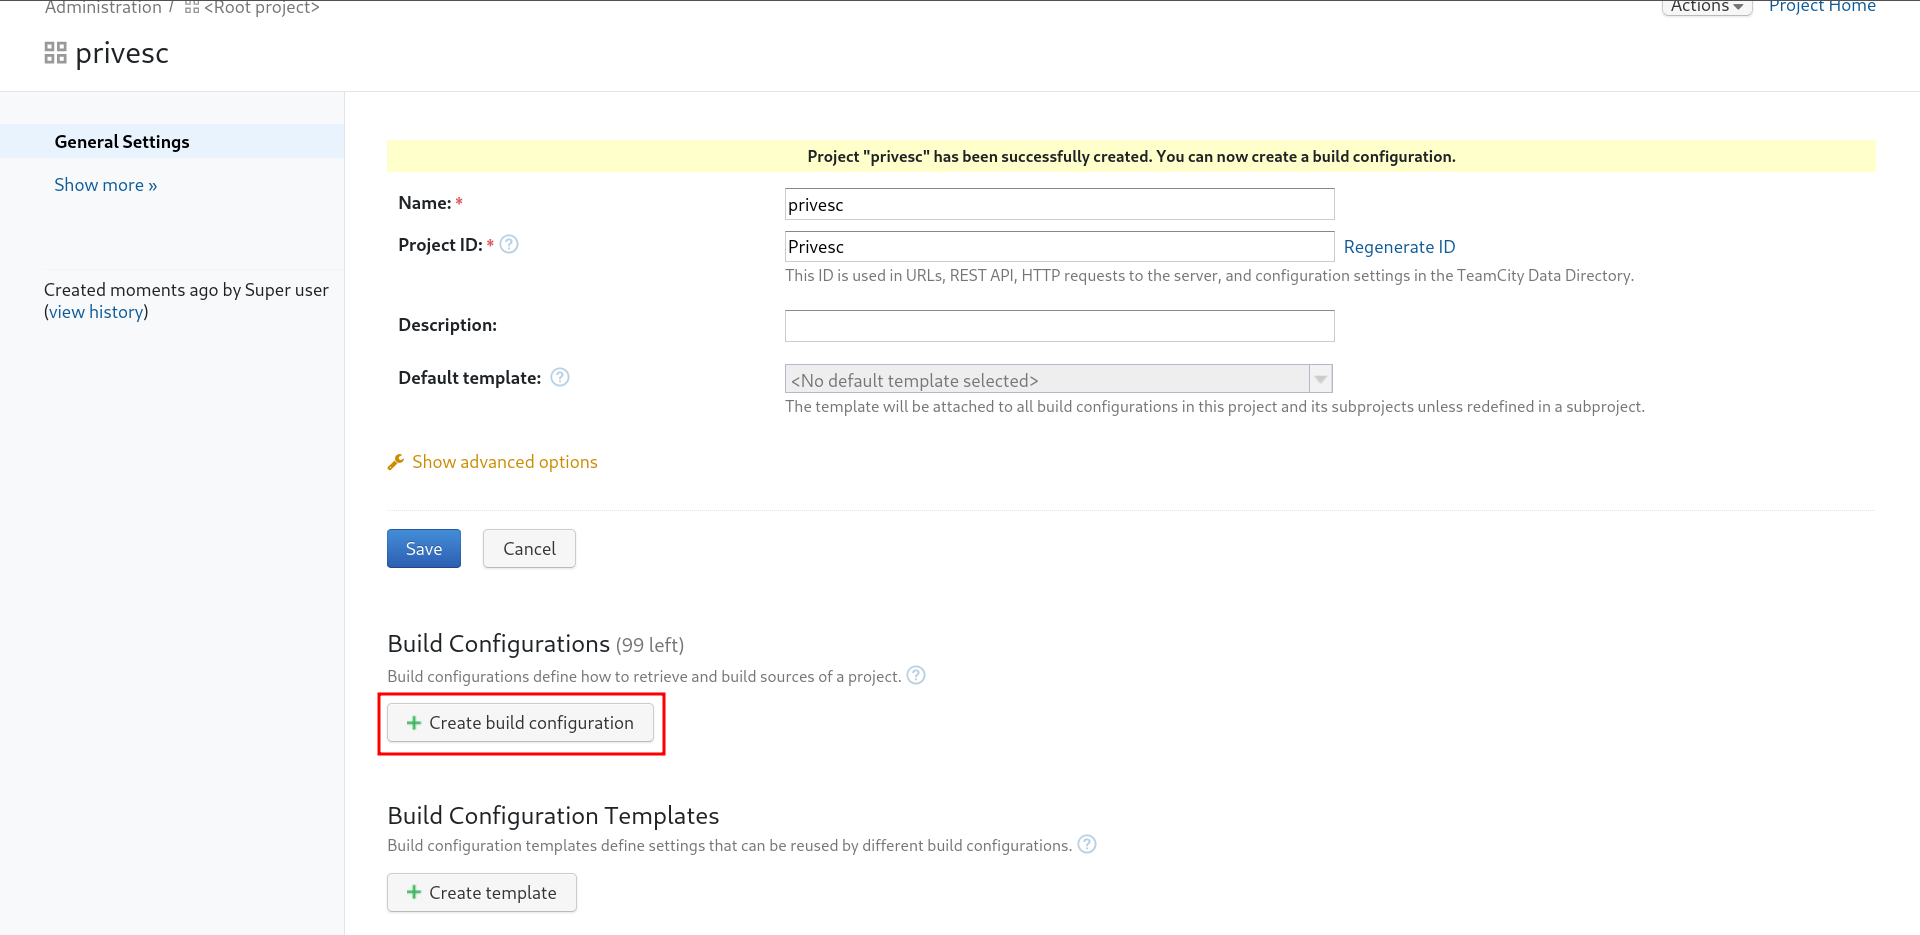 Administration / <Root project>
Actions Project Home
privesc
General Settings
Show more »
Created moments ago by Super user
(view history)
Project "privesc" has been successfully created. You can now create a build configuration.
Name: * privesc
Project ID: * ? Privesc Regenerate ID
This ID is used in URLs, REST API, HTTP requests to the server, and configuration settings in the TeamCity Data Directory.
Description:
Default template: ? <No default template selected>
The template will be attached to all build configurations in this project and its subprojects unless redefined in a subproject.
Show advanced options
Save Cancel
Build Configurations (99 left)
Build configurations define how to retrieve and build sources of a project. ?
+ Create build configuration
Build Configuration Templates
Build configuration templates define settings that can be reused by different build configurations. ?
+ Create template